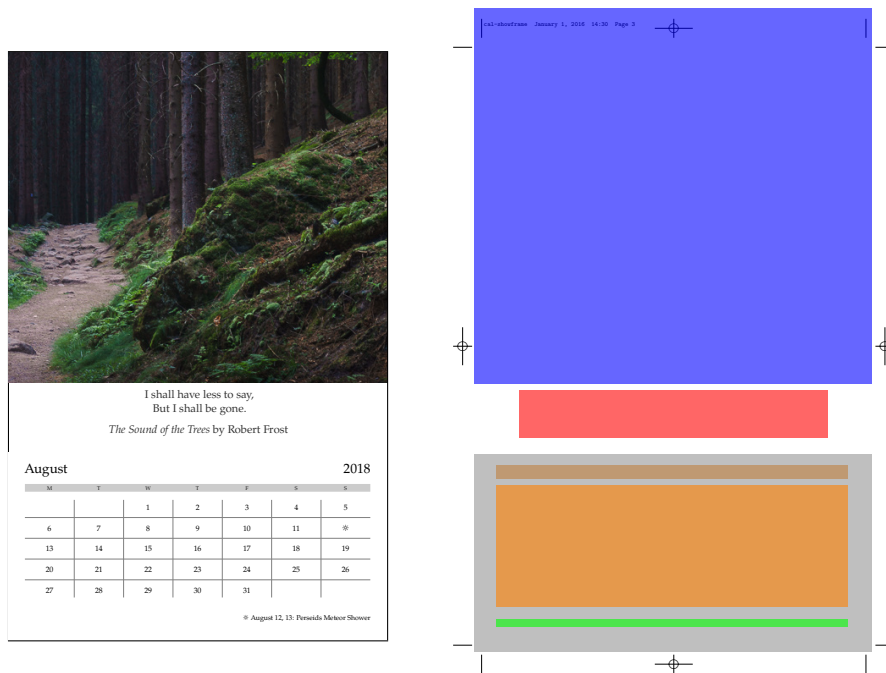 I shall have less to say,
But I shall be gone.
The Sound of the Trees by Robert Frost
August 2018
M T W T F S S
1 2 3 4 5
6 7 8 9 10 11 ☼
13 14 15 16 17 18 19
20 21 22 23 24 25 26
27 28 29 30 31
☼ August 12, 13: Perseids Meteor Shower
cal-showframe January 1, 2018 14:30 Page 3